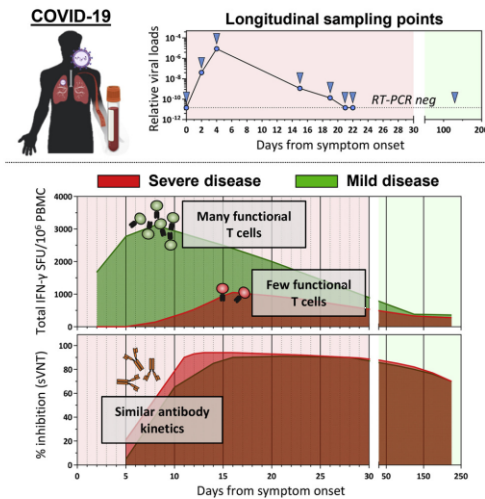 COVID-19
Longitudinal sampling points
Relative viral loads
10-4
10-6
10-8
10-10
10-12
RT-PCR neg
0 2 4 6 8 10 12 14 16 18 20 22 24 26 28 30 100 200
Days from symptom onset
Severe disease
Mild disease
Total IFN-γ SFU/10⁶ PBMC
4000
3000
2000
1000
0
Many functional
T cells
Few functional
T cells
% inhibition (sVNT)
100
80
60
40
20
0
Similar antibody
kinetics
0 5 10 15 20 25 30 50 150 250
Days from symptom onset